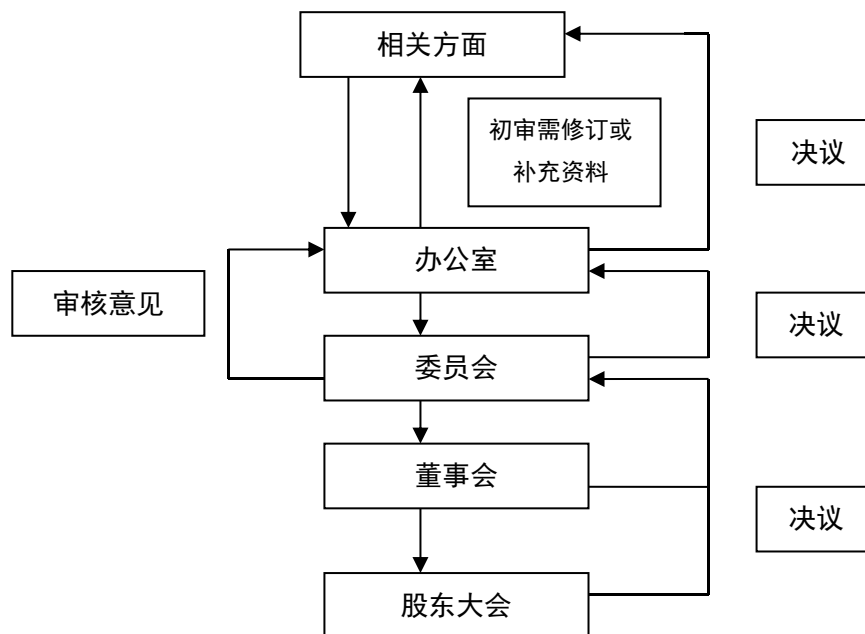 相关方面
初审需修订或
补充资料
决议
办公室
审核意见
决议
委员会
董事会
决议
股东大会